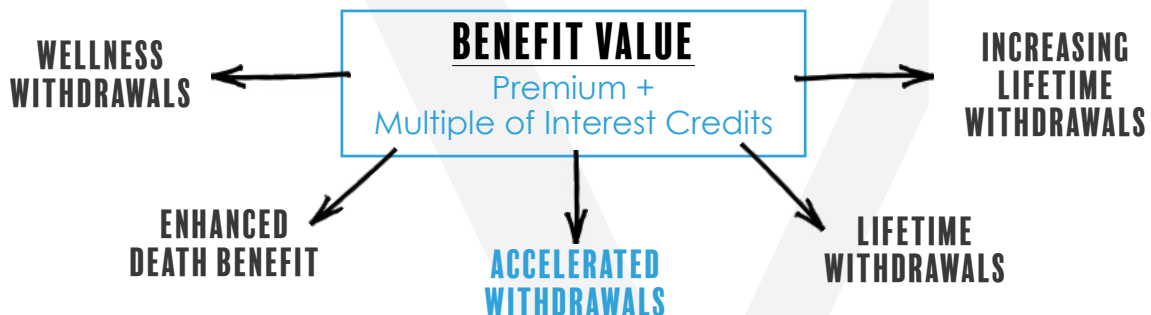 BENEFIT VALUE
Premium +
Multiple of Interest Credits
WELLNESS
WITHDRAWALS
INCREASING
LIFETIME
WITHDRAWALS
ENHANCED
DEATH BENEFIT
ACCELERATED
WITHDRAWALS
LIFETIME
WITHDRAWALS